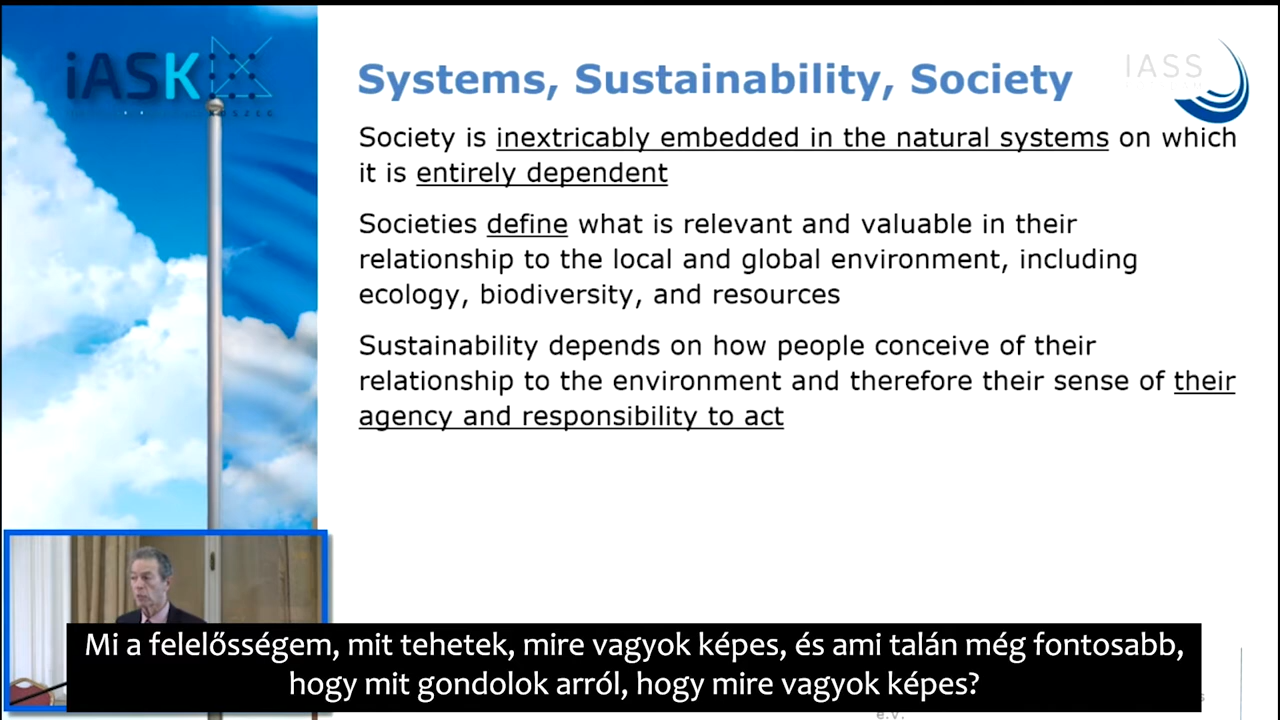 iASK
Systems, Sustainability, Society
IASS
Society is inextricably embedded in the natural systems on which
it is entirely dependent
Societies define what is relevant and valuable in their
relationship to the local and global environment, including
ecology, biodiversity, and resources
Sustainability depends on how people conceive of their
relationship to the environment and therefore their sense of their
agency and responsibility to act
Mi a felelősségem, mit tehetek, mire vagyok képes, és ami talán még fontosabb,
hogy mit gondolok arról, hogy mire vagyok képes?
e.V.